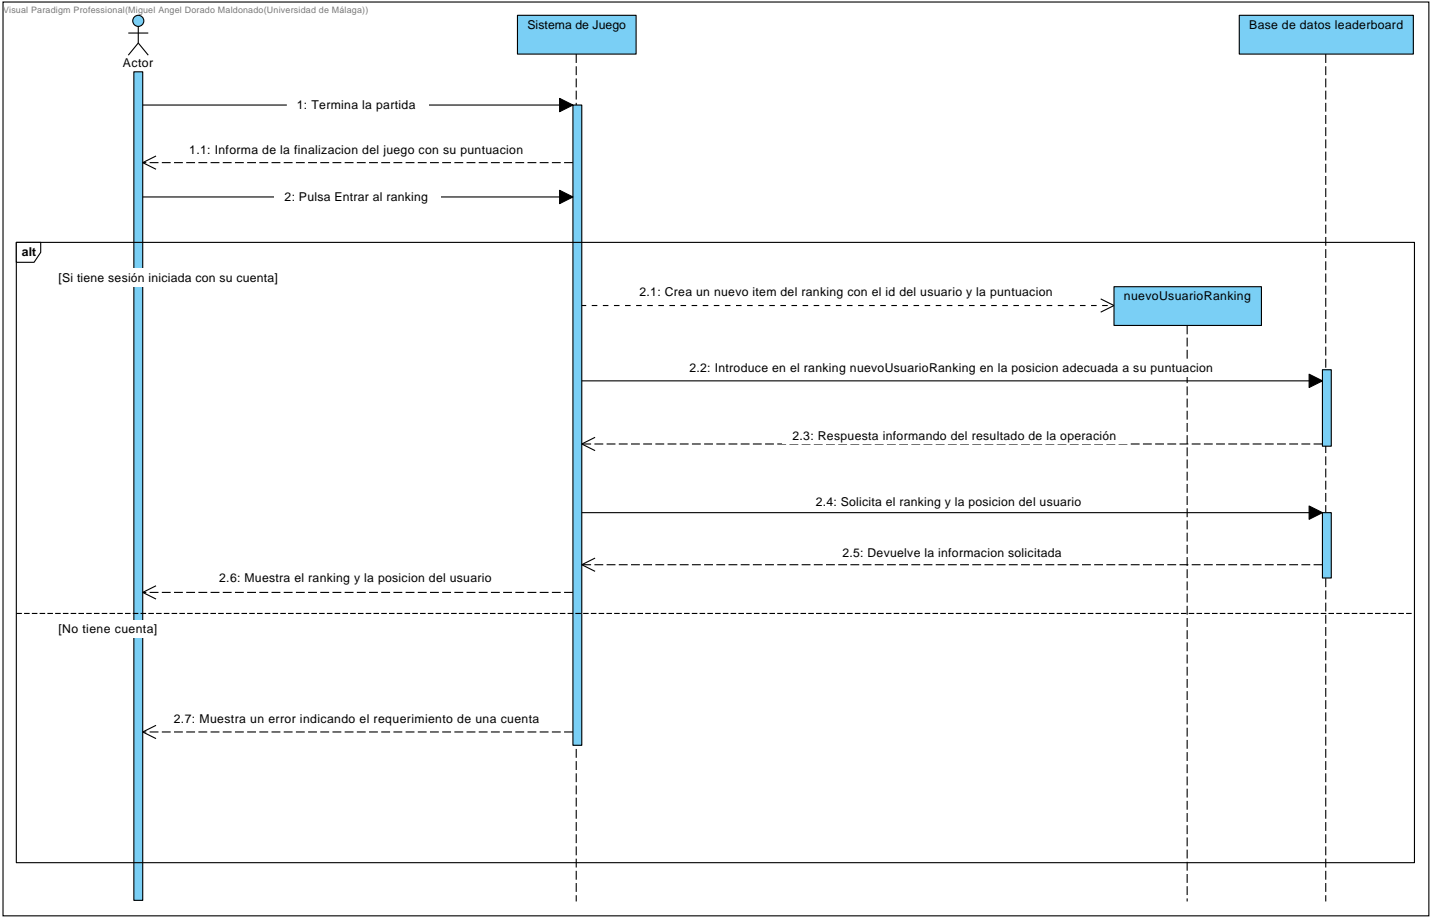 Visual Paradigm Professional(Miguel Angel Dorado Maldonado(Universidad de Málaga))
Actor
Sistema de Juego
Base de datos leaderboard
1: Termina la partida
1.1: Informa de la finalizacion del juego con su puntuacion
2: Pulsa Entrar al ranking
alt
[Si tiene sesión iniciada con su cuenta]
2.1: Crea un nuevo item del ranking con el id del usuario y la puntuacion
nuevoUsuarioRanking
2.2: Introduce en el ranking nuevoUsuarioRanking en la posicion adecuada a su puntuacion
2.3: Respuesta informando del resultado de la operación
2.4: Solicita el ranking y la posicion del usuario
2.5: Devuelve la informacion solicitada
2.6: Muestra el ranking y la posicion del usuario
[No tiene cuenta]
2.7: Muestra un error indicando el requerimiento de una cuenta